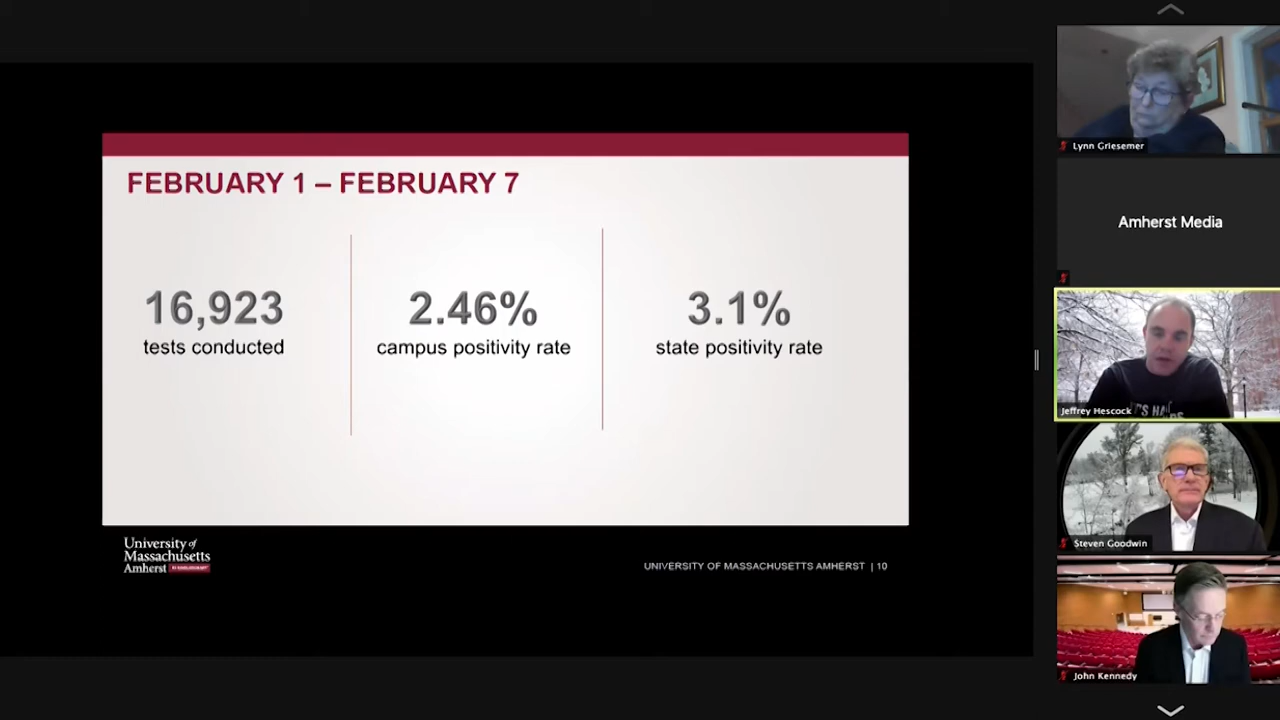 FEBRUARY 1 – FEBRUARY 7
16,923
tests conducted
2.46%
campus positivity rate
3.1%
state positivity rate
University of
Massachusetts
Amherst
UNIVERSITY OF MASSACHUSETTS AMHERST | 10
Lynn Griesemer
Amherst Media
Jeffrey Hescock
Steven Goodwin
John Kennedy